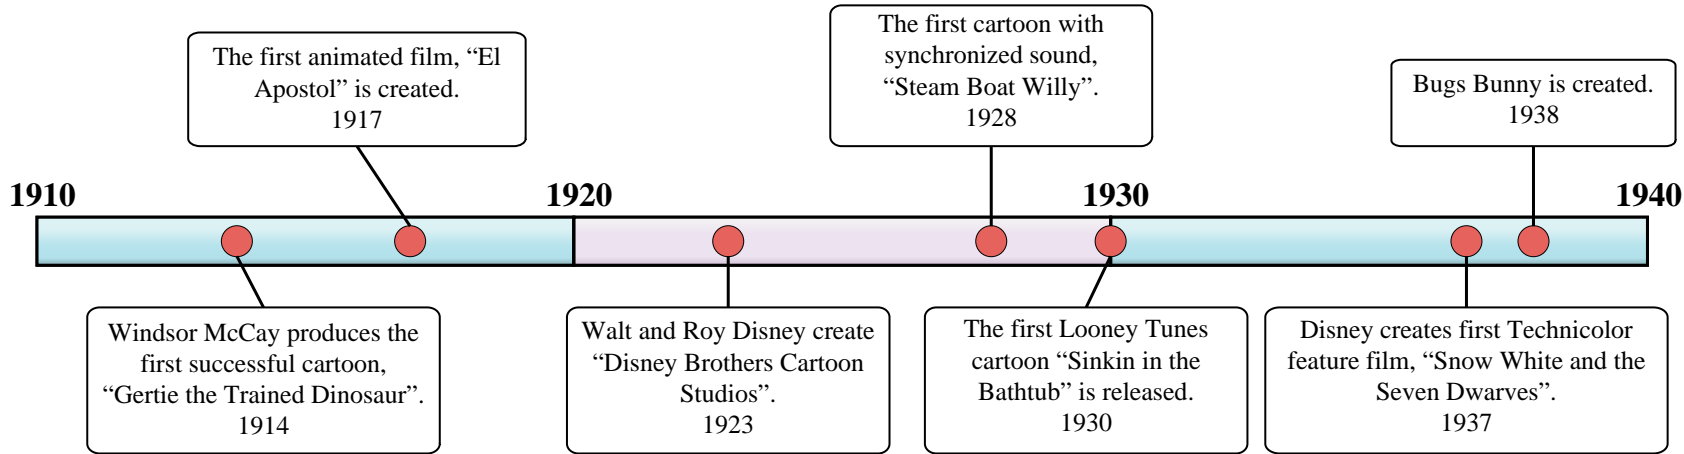 The first animated film, “El
Apostol” is created.
1917
The first cartoon with
synchronized sound,
“Steam Boat Willy”.
1928
Bugs Bunny is created.
1938
1910
1920
1930
1940
Windsor McCay produces the
first successful cartoon,
“Gertie the Trained Dinosaur”.
1914
Walt and Roy Disney create
“Disney Brothers Cartoon
Studios”.
1923
The first Looney Tunes
cartoon “Sinkin in the
Bathtub” is released.
1930
Disney creates first Technicolor
feature film, “Snow White and the
Seven Dwarves”.
1937